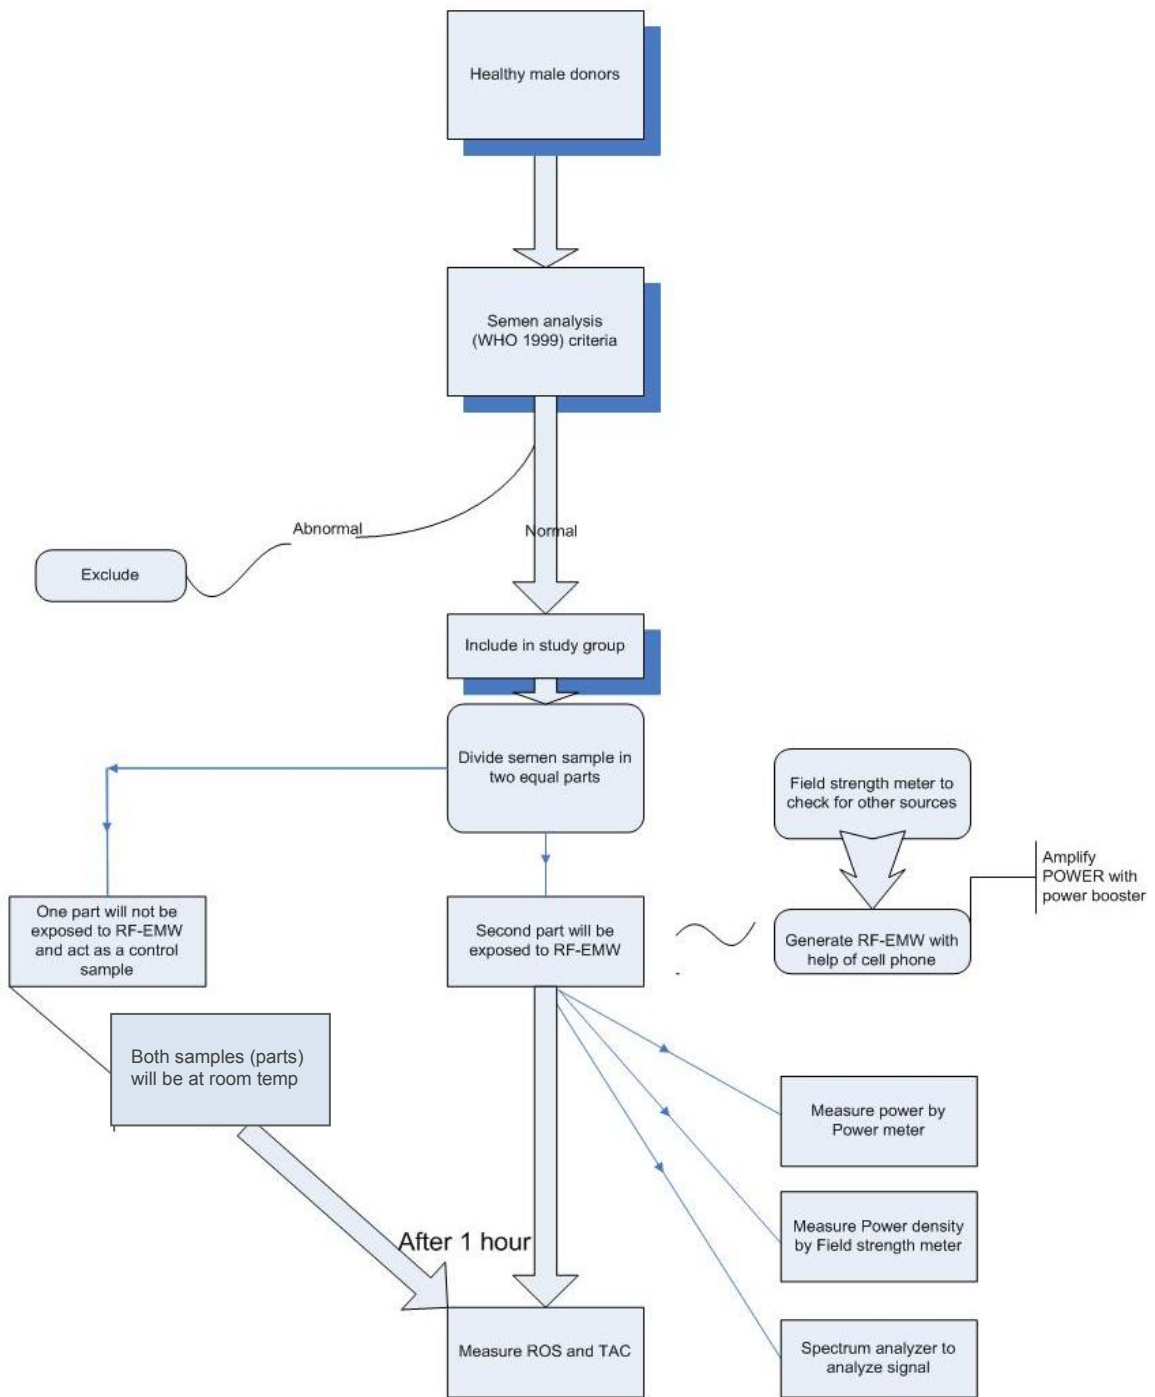 Healthy male donors
Semen analysis
(WHO 1999) criteria
Abnormal
Normal
Exclude
Include in study group
Divide semen sample in
two equal parts
Field strength meter to
check for other sources
Amplify
POWER with
power booster
One part will not be
exposed to RF-EMW
and act as a control
sample
Second part will be
exposed to RF-EMW
Generate RF-EMW with
help of cell phone
Both samples (parts)
will be at room temp
Measure power by
Power meter
Measure Power density
by Field strength meter
After 1 hour
Measure ROS and TAC
Spectrum analyzer to
analyze signal